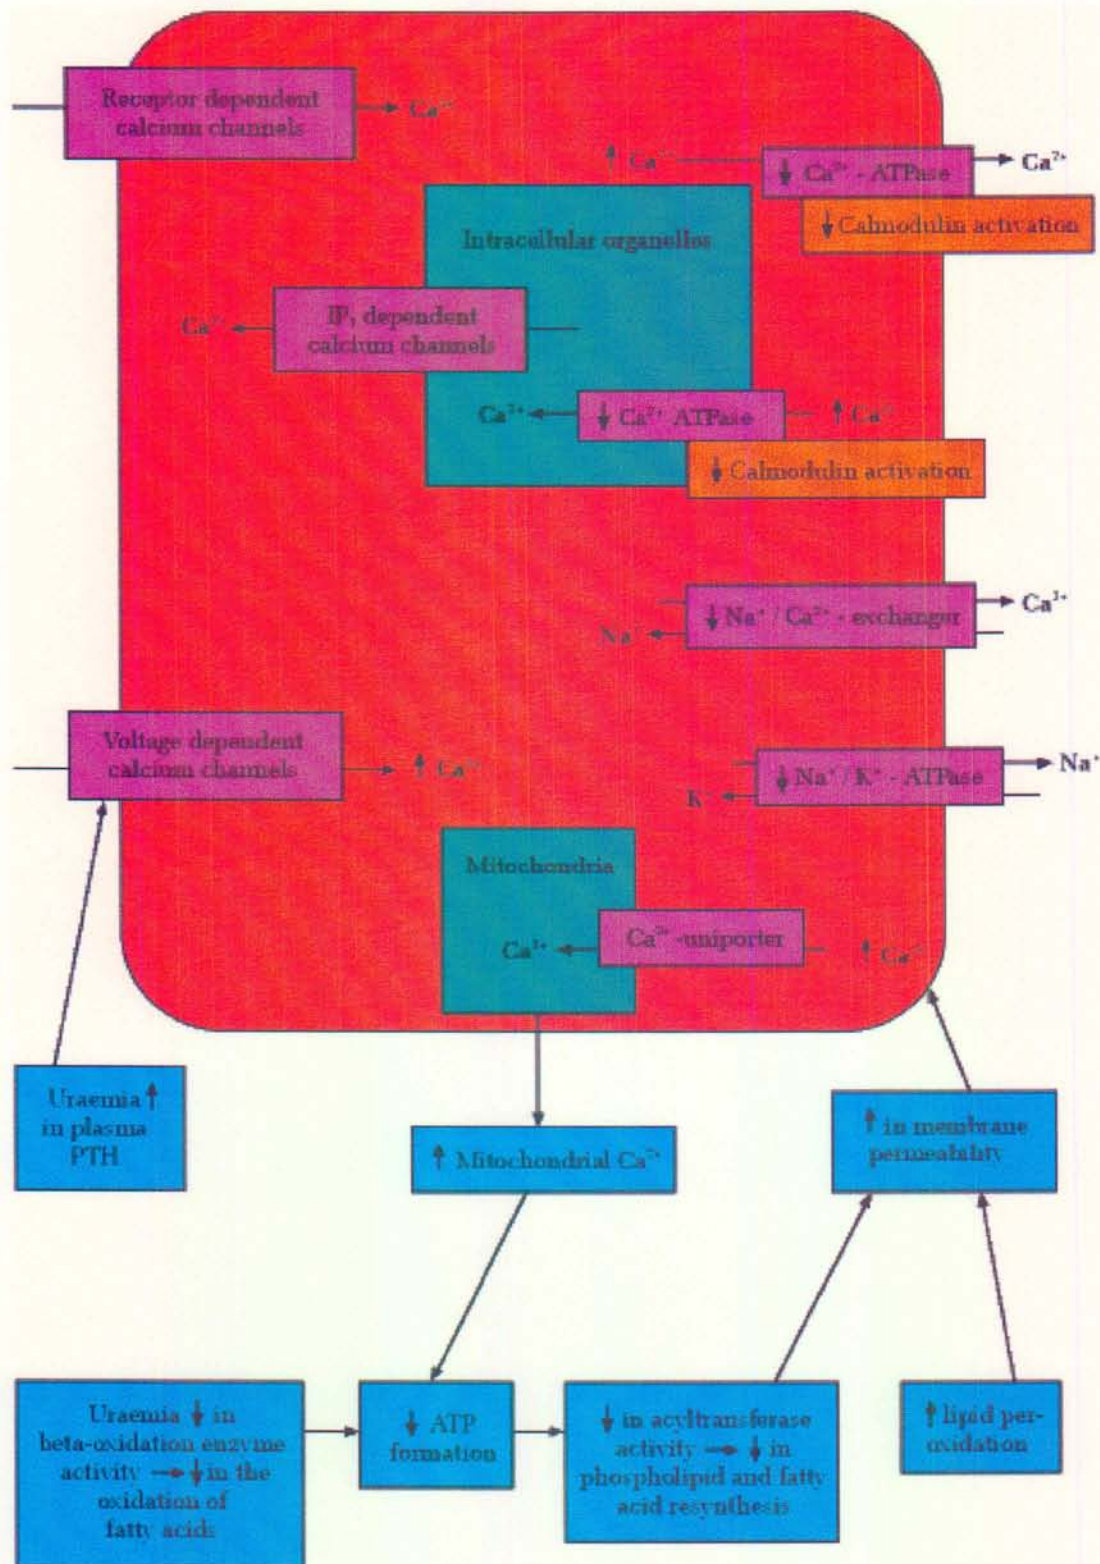 Receptor dependent
calcium channels
Ca²⁺
↑ Ca²⁺
↓ Ca²⁺ - ATPase
Ca²⁺
↓ Calmodulin activation
Intracellular organelles
Ca²⁺
IP₃ dependent
calcium channels
Ca²⁺
↓ Ca²⁺ ATPase
↑ Ca²⁺
↓ Calmodulin activation
↓ Na⁺ / Ca²⁺ - exchanger
Ca²⁺
Na⁺
Voltage dependent
calcium channels
↑ Ca²⁺
↓ Na⁺ / K⁺ - ATPase
Na⁺
K⁺
Mitochondria
Ca²⁺
Ca²⁺ -uniporter
↑ Ca²⁺
Uraemia ↑
in plasma
PTH
↑ Mitochondrial Ca²⁺
↑ in membrane
permeability
Uraemia ↓ in
beta-oxidation enzyme
activity → ↓ in the
oxidation of
fatty acids
↓ ATP
formation
↓ in acyltransferase
activity → ↓ in
phospholipid and fatty
acid resynthesis
↑ lipid per-
oxidation